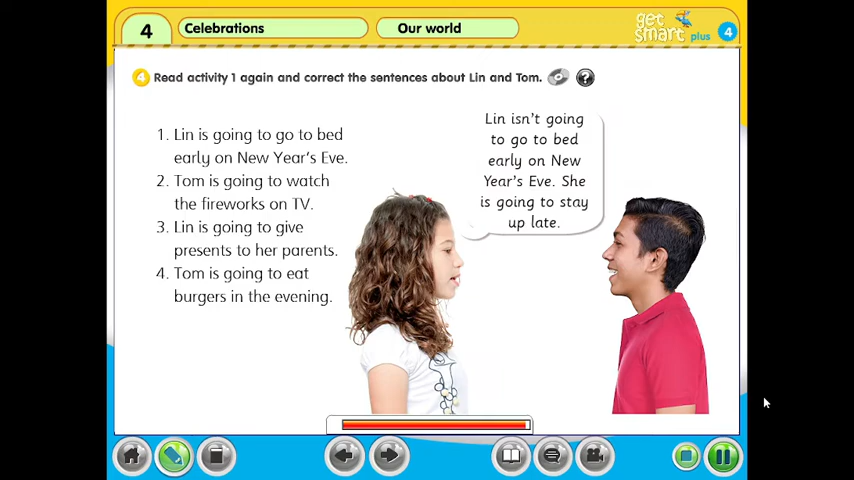 4
Celebrations
Our world
get
smart
plus
4
4 Read activity 1 again and correct the sentences about Lin and Tom.
?
1. Lin is going to go to bed
early on New Year's Eve.
2. Tom is going to watch
the fireworks on TV.
3. Lin is going to give
presents to her parents.
4. Tom is going to eat
burgers in the evening.
Lin isn't going
to go to bed
early on New
Year's Eve. She
is going to stay
up late.